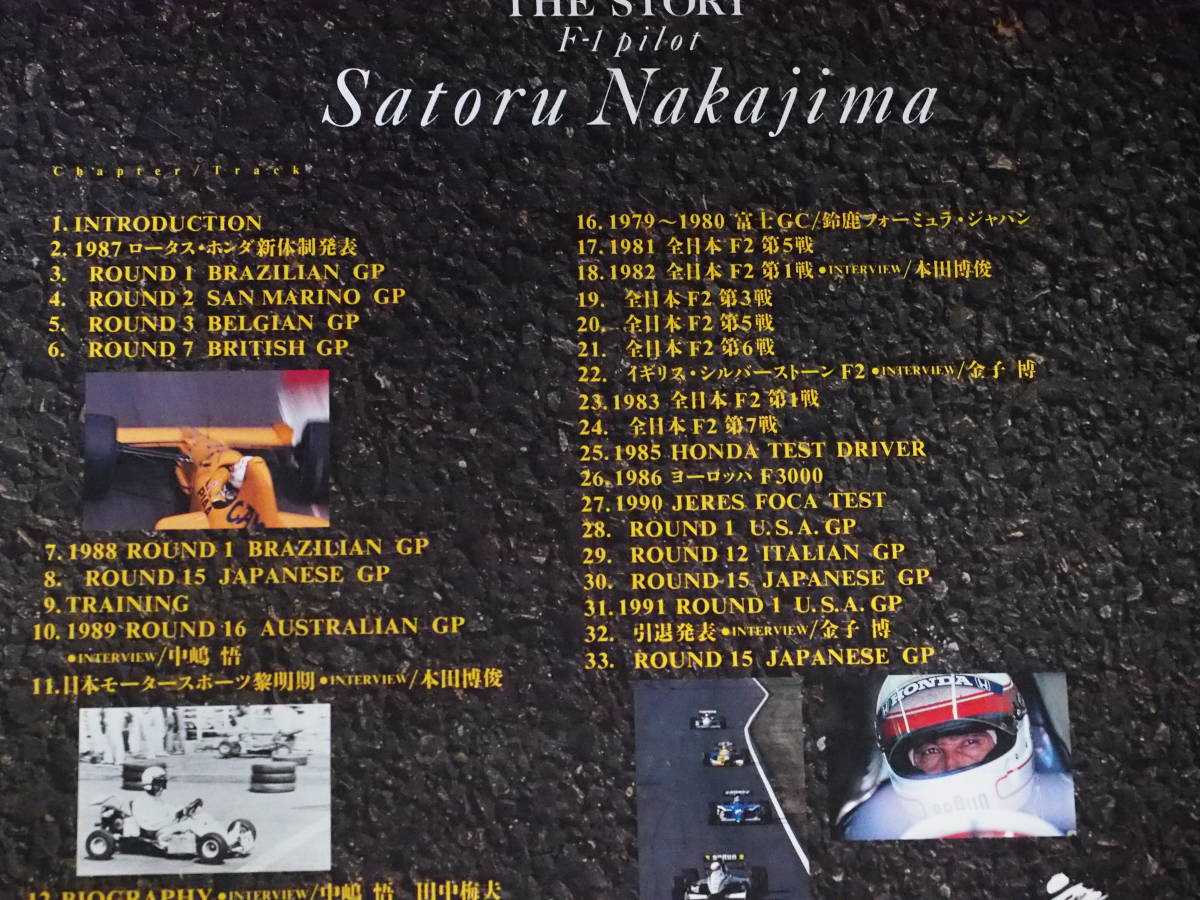 THE STORY
F-1 pilot
Satoru Nakajima
Chapter/Track
1. INTRODUCTION
2. 1987 ロータス・ホンダ新体制発表
3. ROUND 1 BRAZILIAN GP
4. ROUND 2 SAN MARINO GP
5. ROUND 3 BELGIAN GP
6. ROUND 7 BRITISH GP
7. 1988 ROUND 1 BRAZILIAN GP
8. ROUND 15 JAPANESE GP
9. TRAINING
10. 1989 ROUND 16 AUSTRALIAN GP
●INTERVIEW/中嶋 悟
11. 日本モータースポーツ黎明期●INTERVIEW/本田博俊
12. BIOGRAPHY●INTERVIEW/中嶋 悟 田中梅夫
16. 1979〜1980 富士GC/鈴鹿フォーミュラ・ジャパン
17. 1981 全日本 F2 第5戦
18. 1982 全日本 F2 第1戦●INTERVIEW/本田博俊
19. 全日本 F2 第3戦
20. 全日本 F2 第5戦
21. 全日本 F2 第6戦
22. イギリス・シルバーストーン F2●INTERVIEW/金子 博
23. 1983 全日本 F2 第1戦
24. 全日本 F2 第7戦
25. 1985 HONDA TEST DRIVER
26. 1986 ヨーロッパ F3000
27. 1990 JERES FOCA TEST
28. ROUND 1 U.S.A. GP
29. ROUND 12 ITALIAN GP
30. ROUND 15 JAPANESE GP
31. 1991 ROUND 1 U.S.A. GP
32. 引退発表●INTERVIEW/金子 博
33. ROUND 15 JAPANESE GP
HONDA